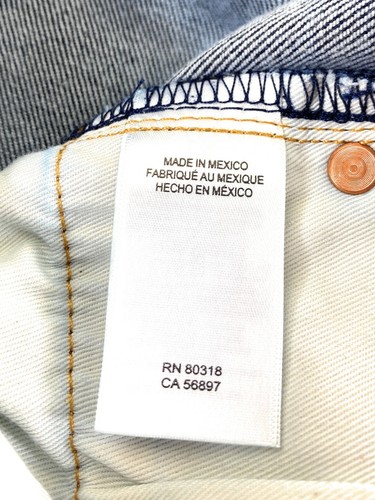 MADE IN MEXICO
FABRIQUÉ AU MEXIQUE
HECHO EN MÉXICO
RN 80318
CA 56897